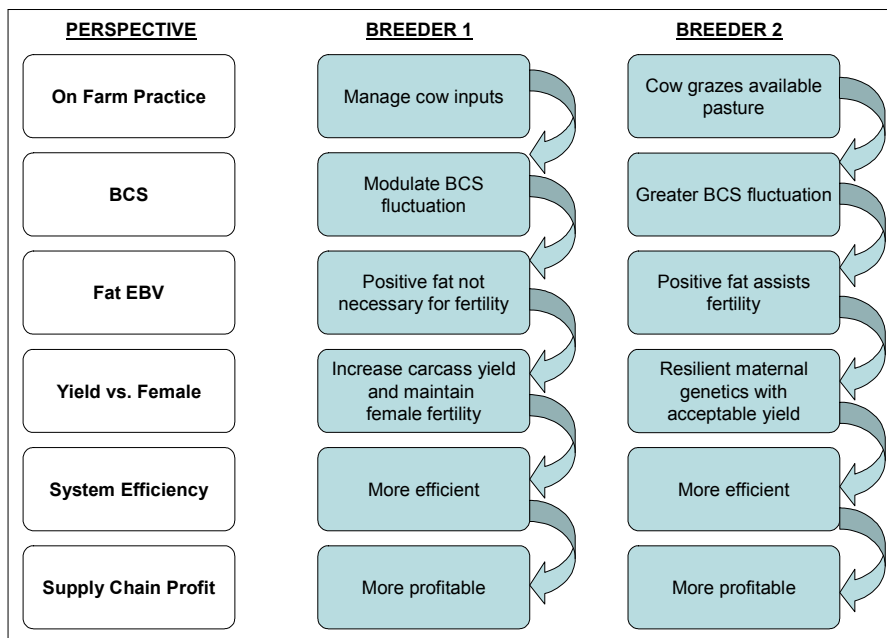 PERSPECTIVE
BREEDER 1
BREEDER 2
On Farm Practice
Manage cow inputs
Cow grazes available
pasture
BCS
Modulate BCS
fluctuation
Greater BCS fluctuation
Fat EBV
Positive fat not
necessary for fertility
Positive fat assists
fertility
Yield vs. Female
Increase carcass yield
and maintain
female fertility
Resilient maternal
genetics with
acceptable yield
System Efficiency
More efficient
More efficient
Supply Chain Profit
More profitable
More profitable